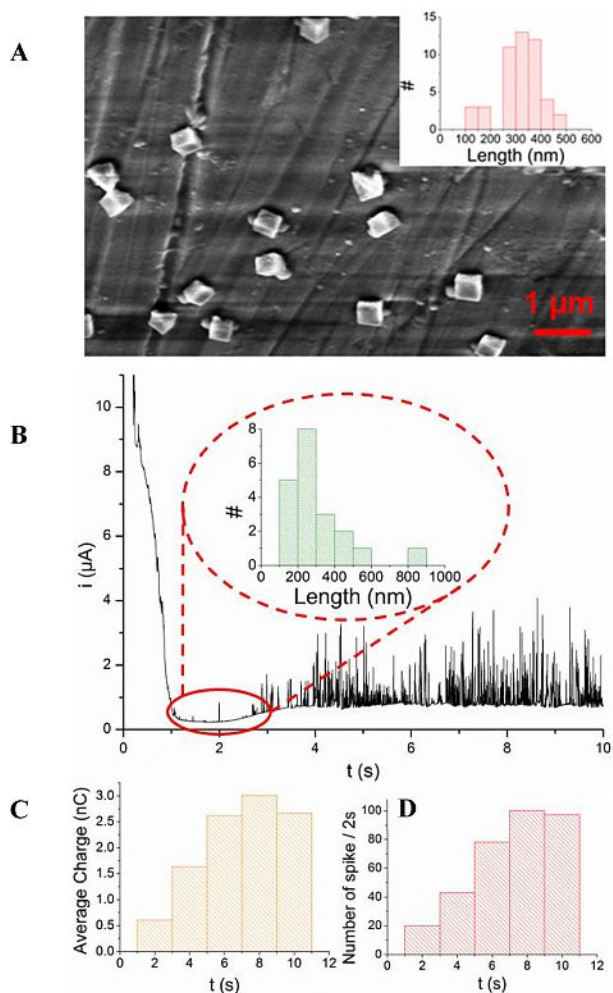 A
15
10
5
0
#
0 100 200 300 400 500 600
Length (nm)
1 µm
B
10
8
6
4
2
0
i (µA)
0 2 4 6 8 10
t (s)
8
6
4
2
0
#
0 200 400 600 800 1000
Length (nm)
C
3.0
2.5
2.0
1.5
1.0
0.5
0.0
Average Charge (nC)
0 2 4 6 8 10 12
t (s)
D
100
80
60
40
20
0
Number of spike / 2s
0 2 4 6 8 10 12
t (s)